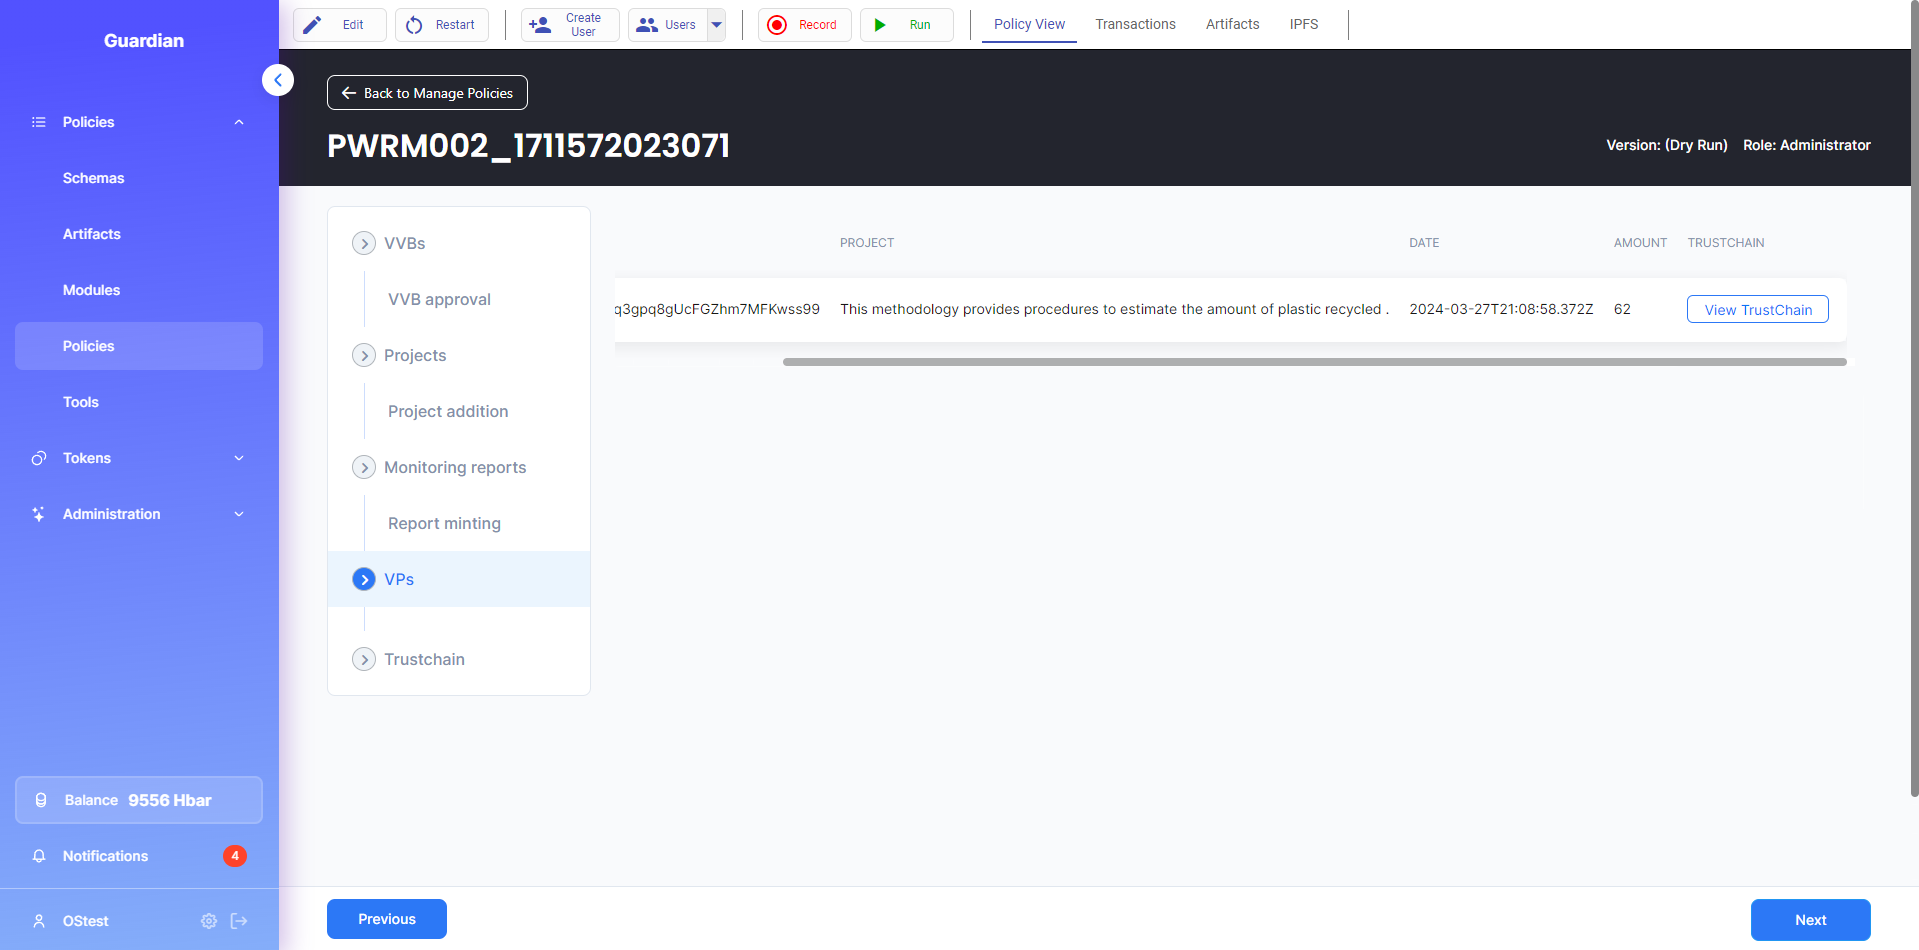 Guardian
Policies
Schemas
Artifacts
Modules
Policies
Tools
Tokens
Administration
Balance 9556 Hbar
Notifications 4
OStest
Edit Restart Create User Users Record Run Policy View Transactions Artifacts IPFS
Back to Manage Policies
PWRM002_1711572023071
Version: (Dry Run) Role: Administrator
VVBs
VVB approval
Projects
Project addition
Monitoring reports
Report minting
VPs
Trustchain
PROJECT DATE AMOUNT TRUSTCHAIN
q3gpq8gUcFGZhm7MFKwss99 This methodology provides procedures to estimate the amount of plastic recycled . 2024-03-27T21:08:58.372Z 62 View TrustChain
Previous Next